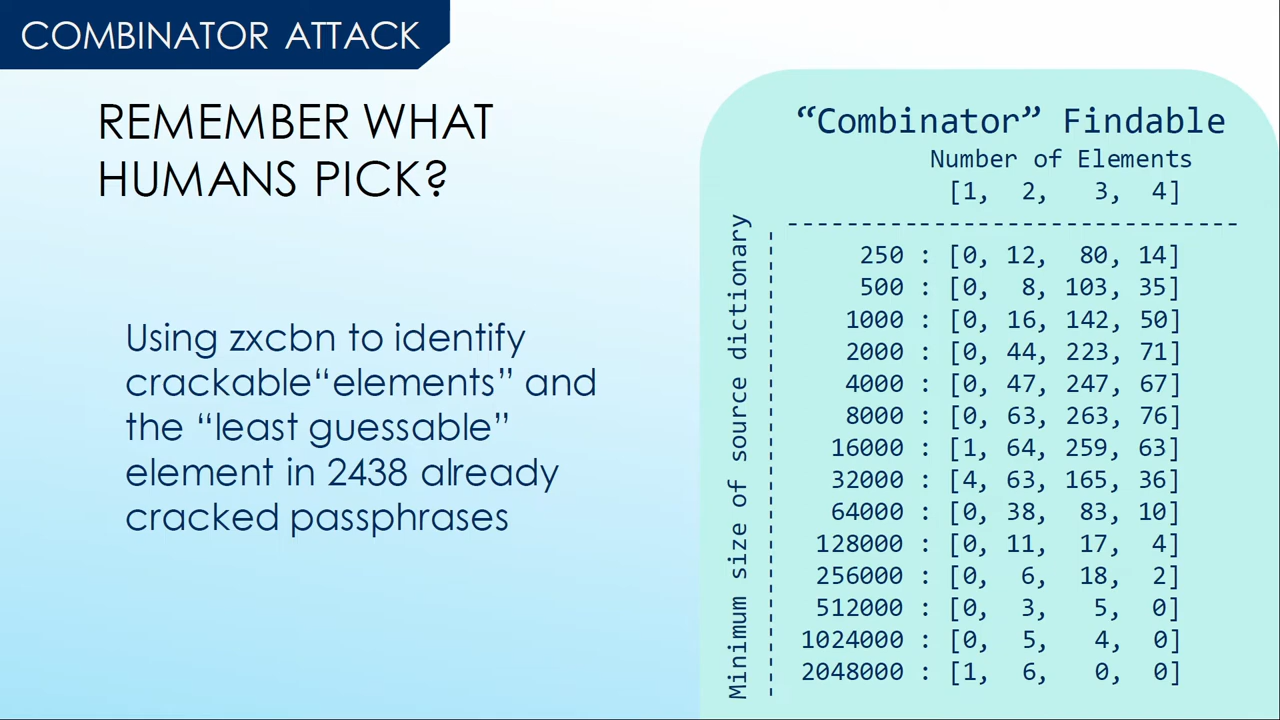 COMBINATOR ATTACK
REMEMBER WHAT
HUMANS PICK?
Using zxcbn to identify
crackable“elements” and
the “least guessable”
element in 2438 already
cracked passphrases
“Combinator” Findable
Number of Elements
[1, 2, 3, 4]
--------------------------------
Minimum size of source dictionary
250 : [0, 12, 80, 14]
500 : [0, 8, 103, 35]
1000 : [0, 16, 142, 50]
2000 : [0, 44, 223, 71]
4000 : [0, 47, 247, 67]
8000 : [0, 63, 263, 76]
16000 : [1, 64, 259, 63]
32000 : [4, 63, 165, 36]
64000 : [0, 38, 83, 10]
128000 : [0, 11, 17, 4]
256000 : [0, 6, 18, 2]
512000 : [0, 3, 5, 0]
1024000 : [0, 5, 4, 0]
2048000 : [1, 6, 0, 0]